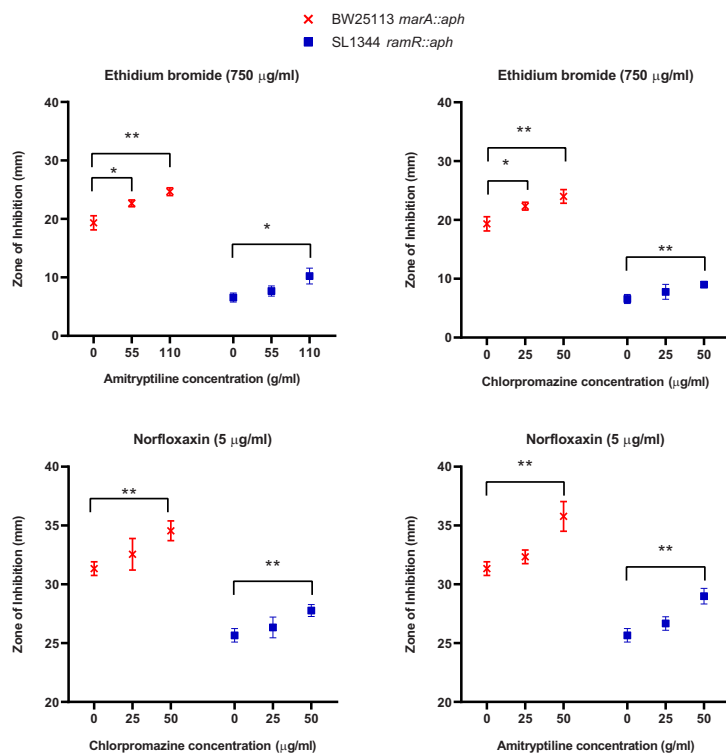 BW25113 marA::aph
SL1344 ramR::aph
Ethidium bromide (750 μg/ml)
Zone of Inhibition (mm)
40
30
20
10
0
**
*
*
0 55 110 0 55 110
Amitryptiline concentration (g/ml)
Ethidium bromide (750 μg/ml)
Zone of Inhibition (mm)
40
30
20
10
0
**
*
**
0 25 50 0 25 50
Chlorpromazine concentration (μg/ml)
Norfloxaxin (5 μg/ml)
Zone of Inhibition (mm)
40
35
30
25
20
**
**
0 25 50 0 25 50
Chlorpromazine concentration (μg/ml)
Norfloxaxin (5 μg/ml)
Zone of Inhibition (mm)
40
35
30
25
20
**
**
0 25 50 0 25 50
Amitryptiline concentration (g/ml)